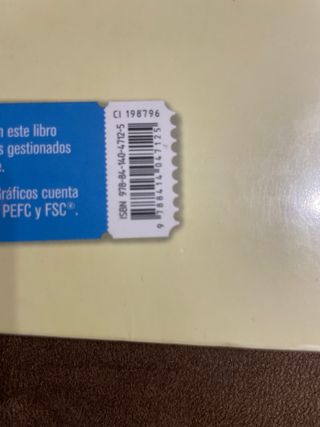 n este libro
s gestionados
e.
ráficos cuenta
PEFC y FSC®.
CI 198796
ISBN 978-84-140-4712-5
9 788414 047125